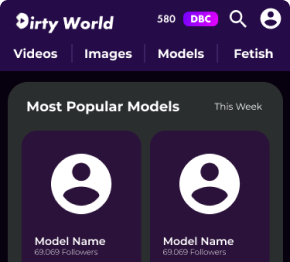 Dirty World 580 DBC
Videos Images Models Fetish
Most Popular Models This Week
Model Name Model Name
69.069 Followers 69.069 Followers